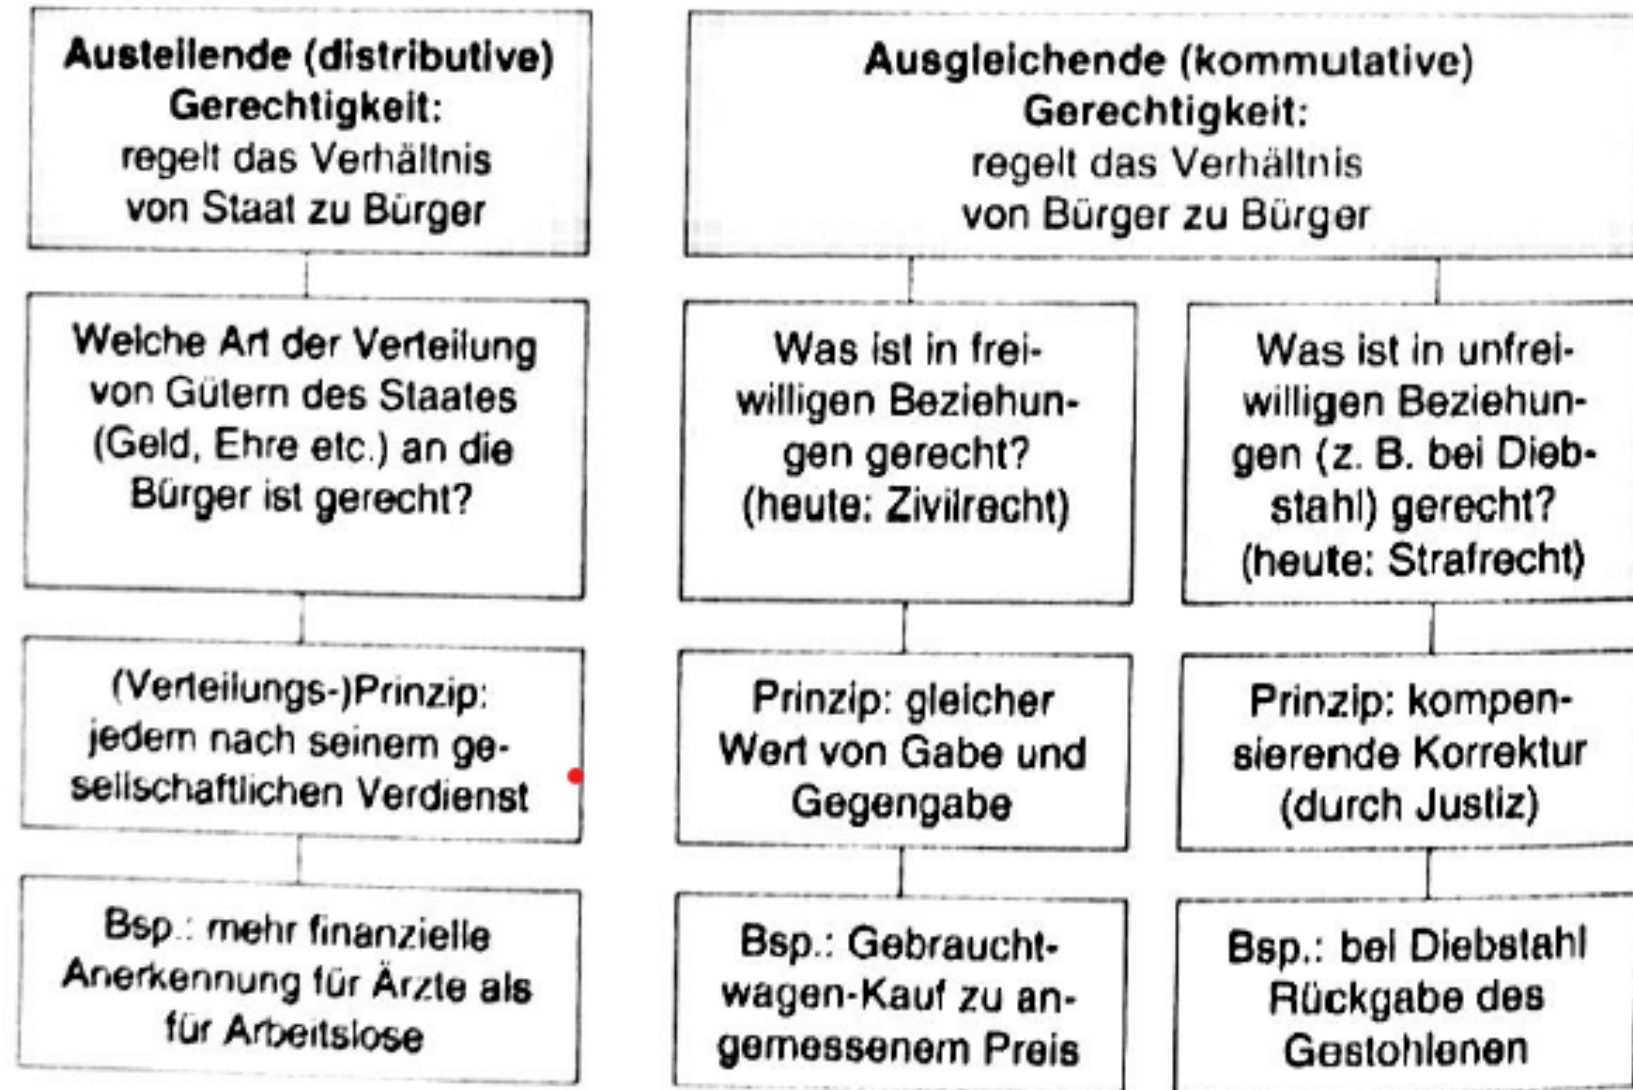 Austeilende (distributive)
Gerechtigkeit:
regelt das Verhältnis
von Staat zu Bürger
Welche Art der Verteilung
von Gütern des Staates
(Geld, Ehre etc.) an die
Bürger ist gerecht?
(Verteilungs-)Prinzip:
jedem nach seinem ge-
sellschaftlichen Verdienst
Bsp.: mehr finanzielle
Anerkennung für Ärzte als
für Arbeitslose
Ausgleichende (kommutative)
Gerechtigkeit:
regelt das Verhältnis
von Bürger zu Bürger
Was ist in frei-
willigen Beziehun-
gen gerecht?
(heute: Zivilrecht)
Prinzip: gleicher
Wert von Gabe und
Gegengabe
Bsp.: Gebraucht-
wagen-Kauf zu an-
gemessenem Preis
Was ist in unfrei-
willigen Beziehun-
gen (z. B. bei Dieb-
stahl) gerecht?
(heute: Strafrecht)
Prinzip: kompen-
sierende Korrektur
(durch Justiz)
Bsp.: bei Diebstahl
Rückgabe des
Gestohlenen